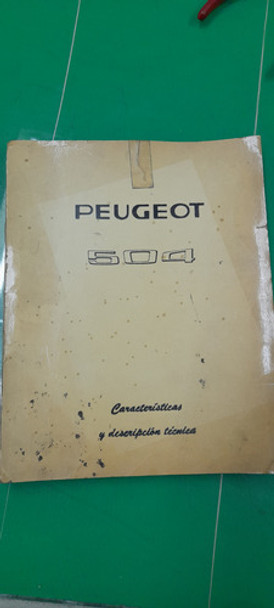 PEUGEOT
504
Características
y descripción técnica